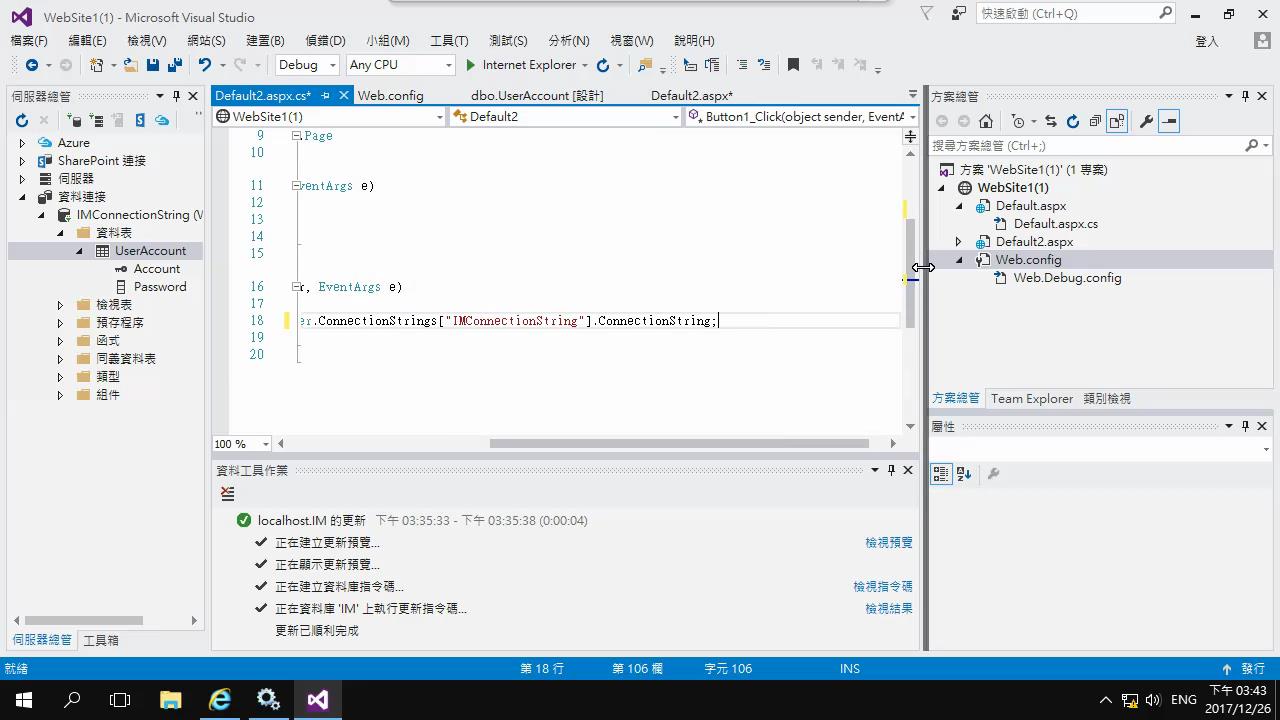 WebSite1(1) - Microsoft Visual Studio
快速啟動 (Ctrl+Q)
檔案(F) 編輯(E) 檢視(V) 網站(S) 建置(B) 偵錯(D) 小組(M) 工具(T) 測試(S) 分析(N) 視窗(W) 說明(H)
登入
Debug Any CPU Internet Explorer
伺服器總管
Azure
SharePoint 連接
伺服器
資料連接
IMConnectionString (W
資料表
UserAccount
Account
Password
檢視表
預存程序
函式
同義資料表
類型
組件
伺服器總管 工具箱
Default2.aspx.cs* Web.config dbo.UserAccount [設計] Default2.aspx*
WebSite1(1) Default2 Button1_Click(object sender, EventA
9 Page
10
11 ventArgs e)
12
13
14
15
16 r, EventArgs e)
17
18 er.ConnectionStrings["IMConnectionString"].ConnectionString;
19
20
100 %
資料工具作業
localhost.IM 的更新 下午 03:35:33 - 下午 03:35:38 (0:00:04)
正在建立更新預覽... 檢視預覽
正在顯示更新預覽...
正在建立資料庫指令碼... 檢視指令碼
正在資料庫 'IM' 上執行更新指令碼... 檢視結果
更新已順利完成
方案總管
搜尋方案總管 (Ctrl+;)
方案 'WebSite1(1)' (1 專案)
WebSite1(1)
Default.aspx
Default.aspx.cs
Default2.aspx
Web.config
Web.Debug.config
方案總管 Team Explorer 類別檢視
屬性
就緒 第 18 行 第 106 欄 字元 106 INS 發行
ENG
下午 03:43
2017/12/26